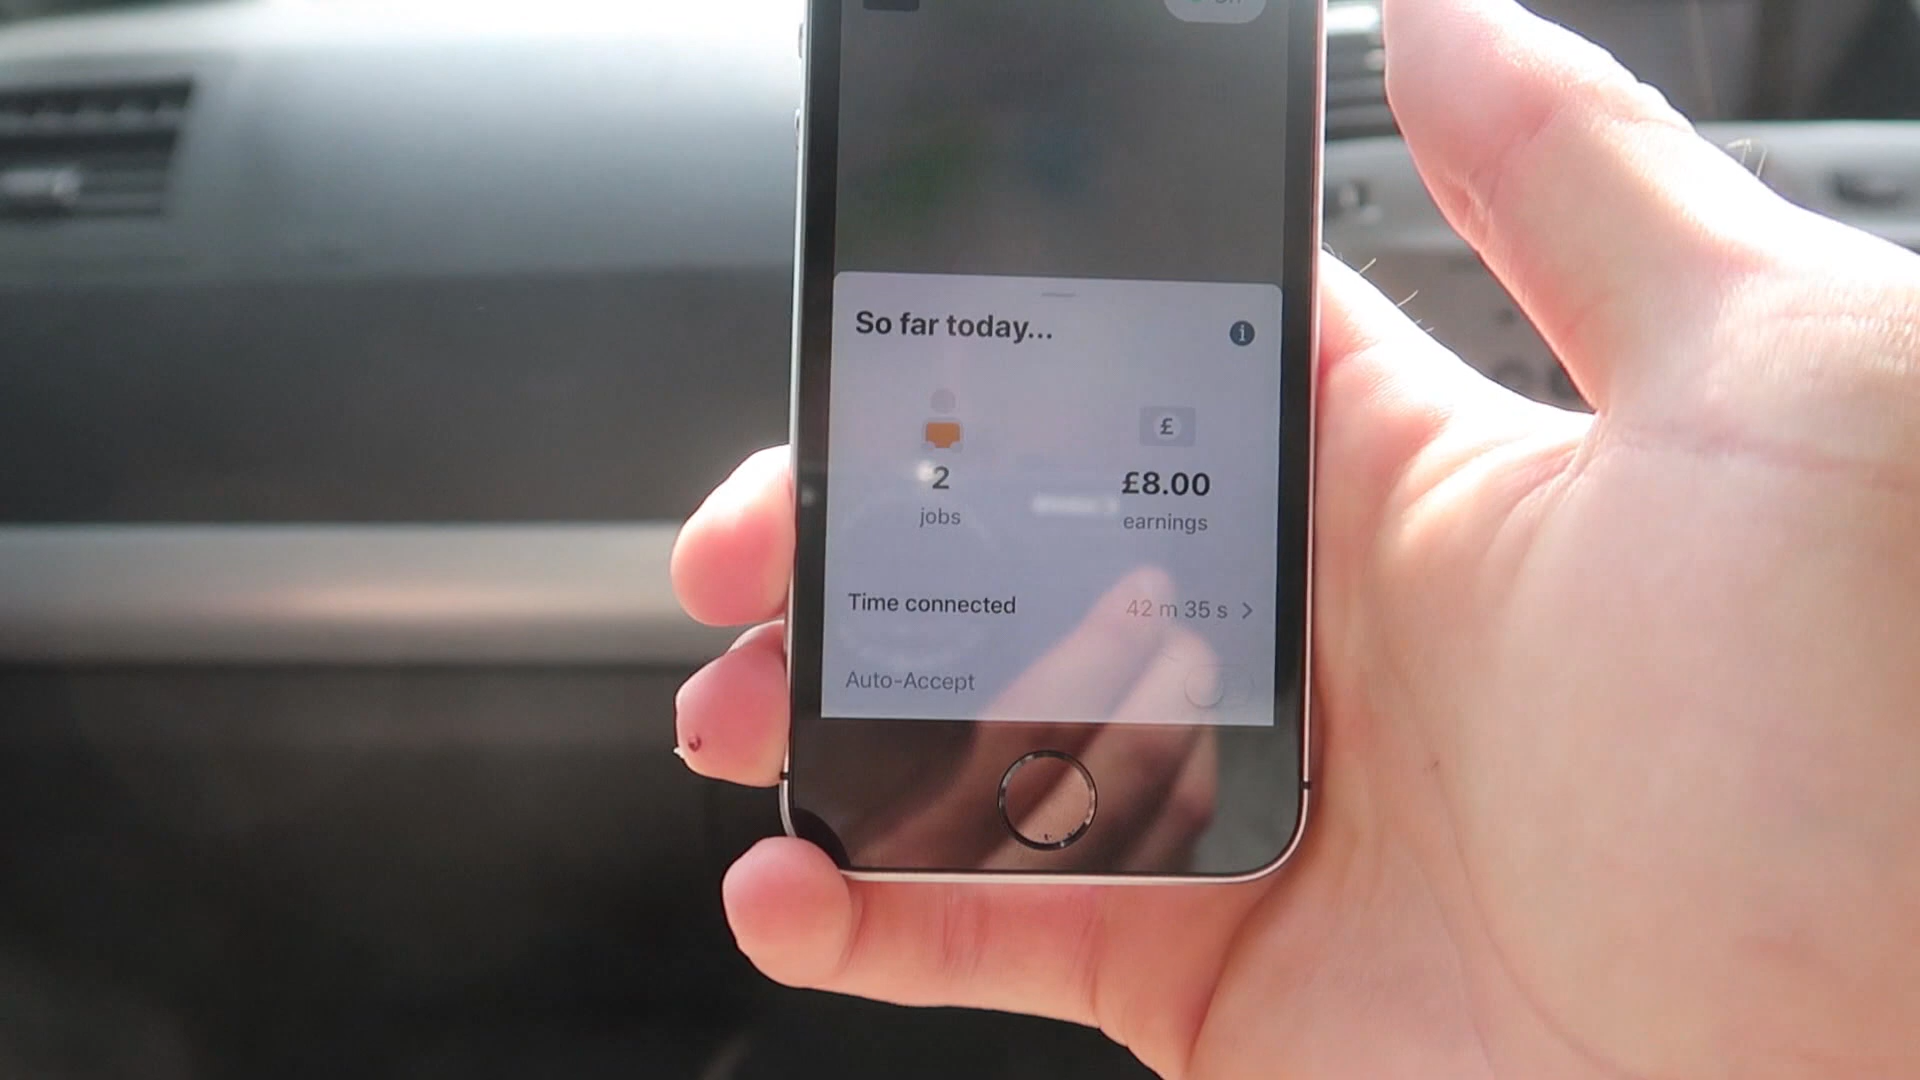 So far today...
£
2
£8.00
jobs
earnings
Time connected
42 m 35 s
Auto-Accept